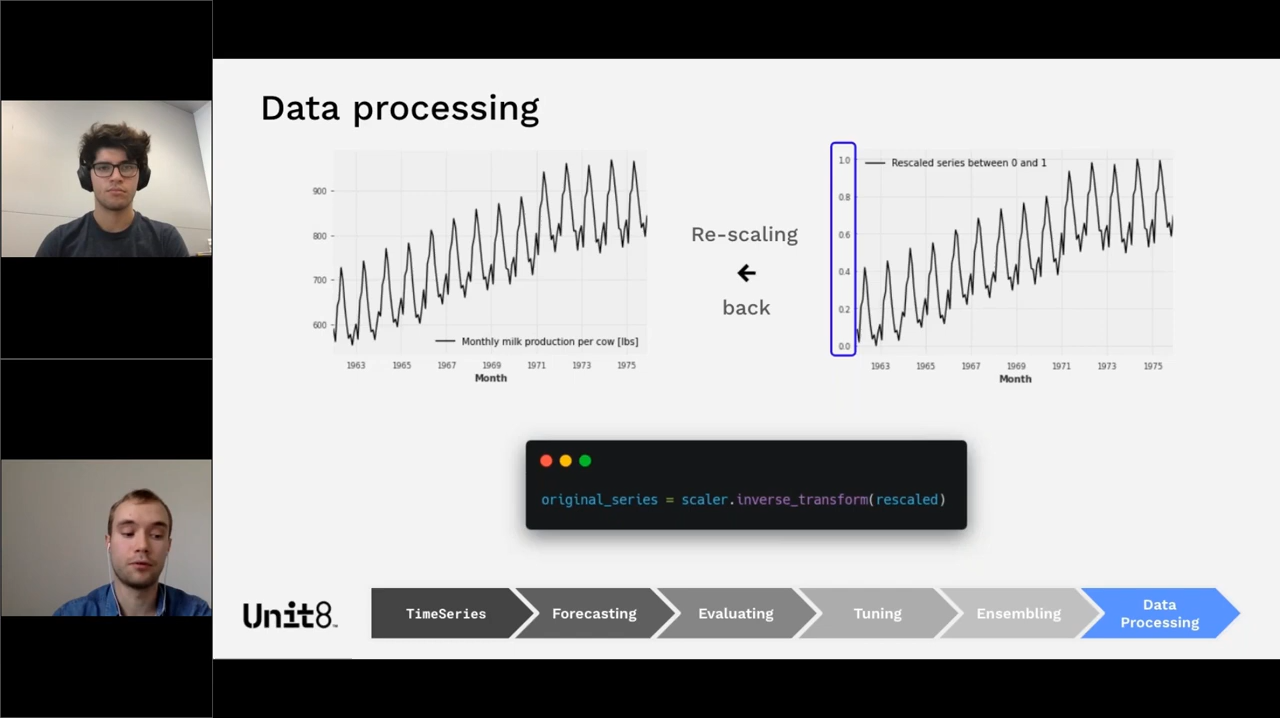 Data processing
900
800
700
600
Monthly milk production per cow [lbs]
1963 1965 1967 1969 1971 1973 1975
Month
Re-scaling
←
back
1.0
0.8
0.6
0.4
0.2
0.0
Rescaled series between 0 and 1
1963 1965 1967 1969 1971 1973 1975
Month
original_series = scaler.inverse_transform(rescaled)
Unit8
TimeSeries
Forecasting
Evaluating
Tuning
Ensembling
Data
Processing